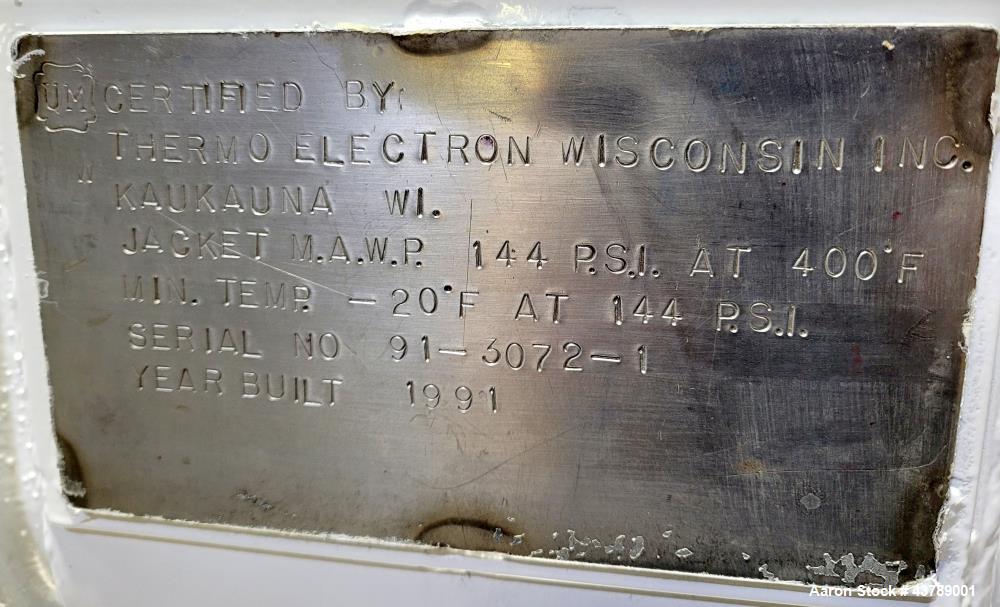 UM CERTIFIED BY:
THERMO ELECTRON WISCONSIN INC.
KAUKAUNA WI.
JACKET M.A.W.P. 144 P.S.I. AT 400°F
MIN. TEMP. -20°F AT 144 P.S.I.
SERIAL NO 91-3072-1
YEAR BUILT 1991
Aaron Stock # 43789001